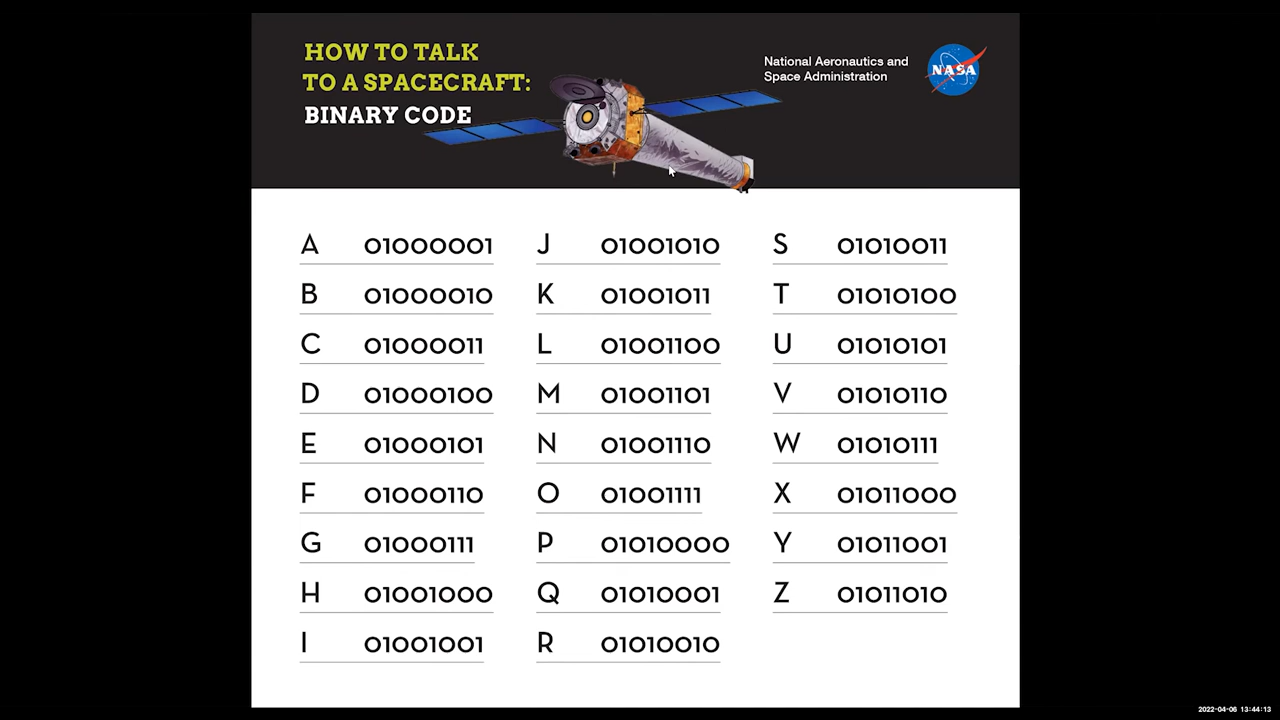 HOW TO TALK
TO A SPACECRAFT:
BINARY CODE
National Aeronautics and
Space Administration
NASA
A 01000001
B 01000010
C 01000011
D 01000100
E 01000101
F 01000110
G 01000111
H 01001000
I 01001001
J 01001010
K 01001011
L 01001100
M 01001101
N 01001110
O 01001111
P 01010000
Q 01010001
R 01010010
S 01010011
T 01010100
U 01010101
V 01010110
W 01010111
X 01011000
Y 01011001
Z 01011010
2022-04-06 13:44:13